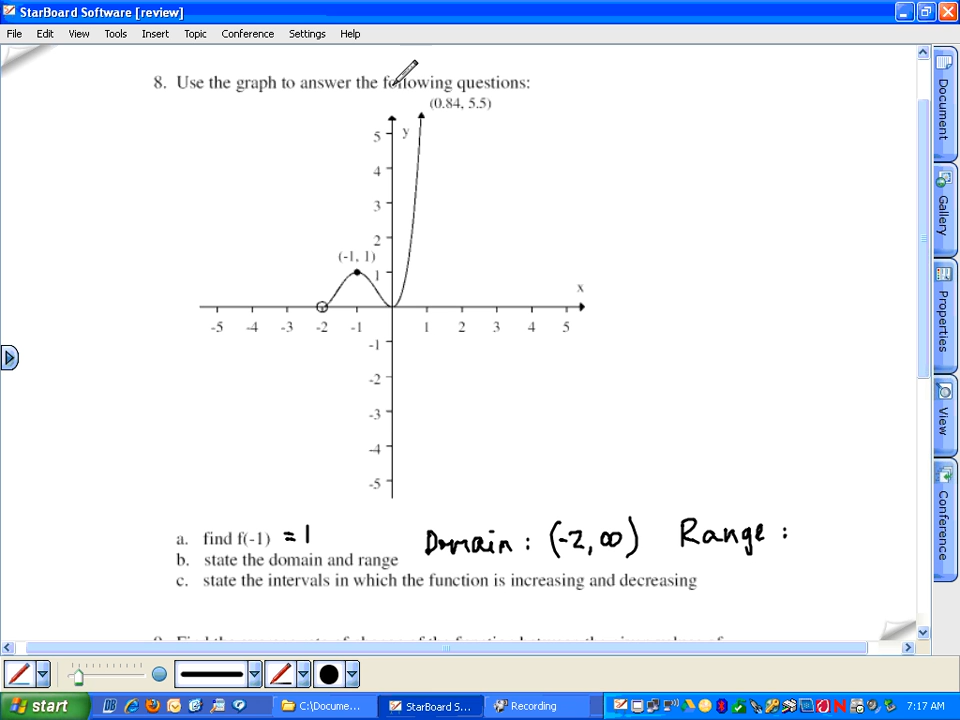 StarBoard Software [review]
File Edit View Tools Insert Topic Conference Settings Help
8. Use the graph to answer the following questions:
(0.84, 5.5)
5 y
4
3
2
(-1, 1)
1
x
-5 -4 -3 -2 -1 1 2 3 4 5
-1
-2
-3
-4
-5
a. find f(-1) = 1 Domain : (-2, ∞) Range :
b. state the domain and range
c. state the intervals in which the function is increasing and decreasing
Document
Gallery
Properties
View
Conference
start C:\Docume... StarBoard S... Recording 7:17 AM